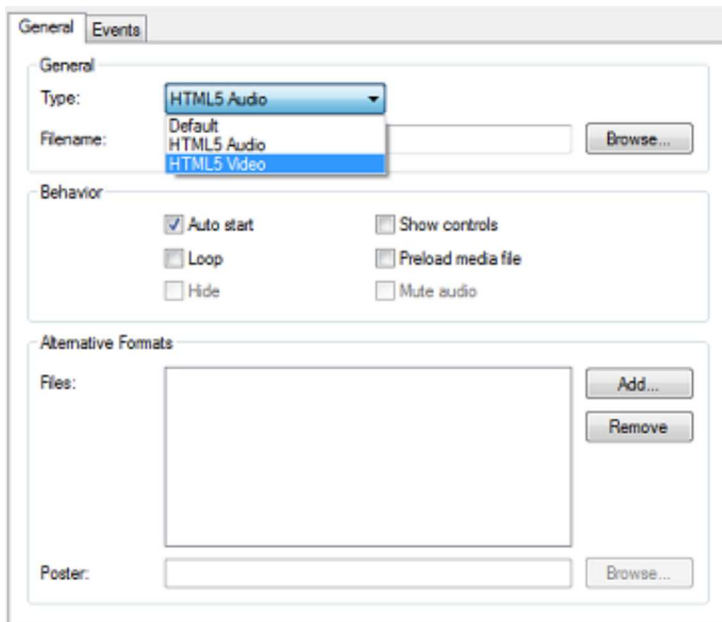 General Events
General
Type: HTML5 Audio
Default
Filename: HTML5 Audio Browse...
HTML5 Video
Behavior
Auto start Show controls
Loop Preload media file
Hide Mute audio
Alternative Formats
Files: Add...
Remove
Poster: Browse...